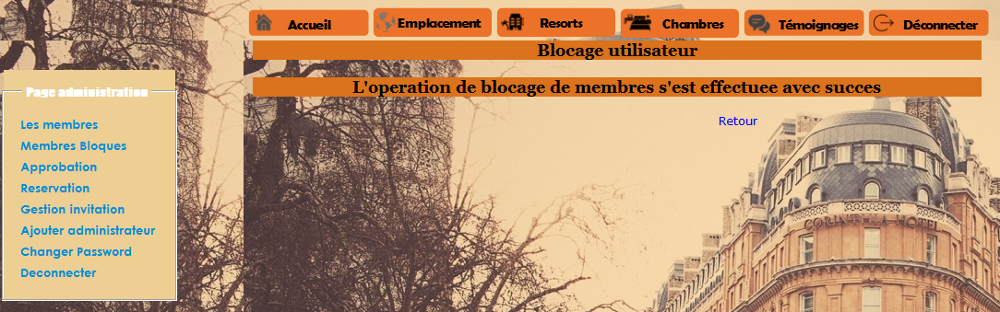 Accueil
Emplacement
Resorts
Chambres
Témoignages
Déconnecter
Blocage utilisateur
L'operation de blocage de membres s'est effectuee avec succes
Retour
Page administration
Les membres
Membres Bloques
Approbation
Reservation
Gestion invitation
Ajouter administrateur
Changer Password
Deconnecter
CORINTHIA HOTEL